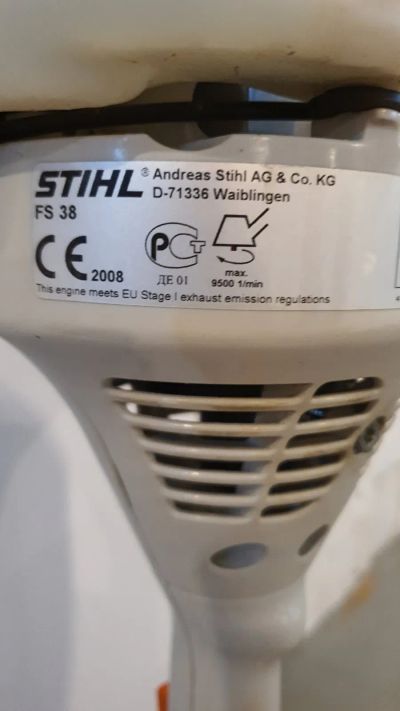 STIHL® Andreas Stihl AG & Co. KG
D-71336 Waiblingen
FS 38
CE 2008
РСТ
ДЕ 01
max.
9500 1/min
This engine meets EU Stage I exhaust emission regulations